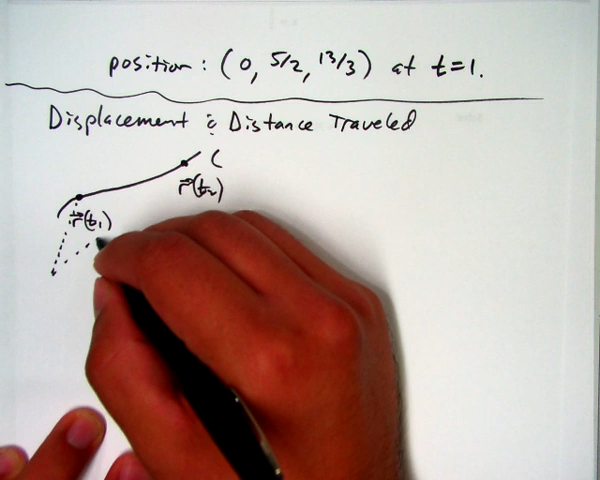 position: (0, 5/2, 13/3) at t=1.
Displacement & Distance Traveled
C
r⃗(t₂)
r⃗(t₁)